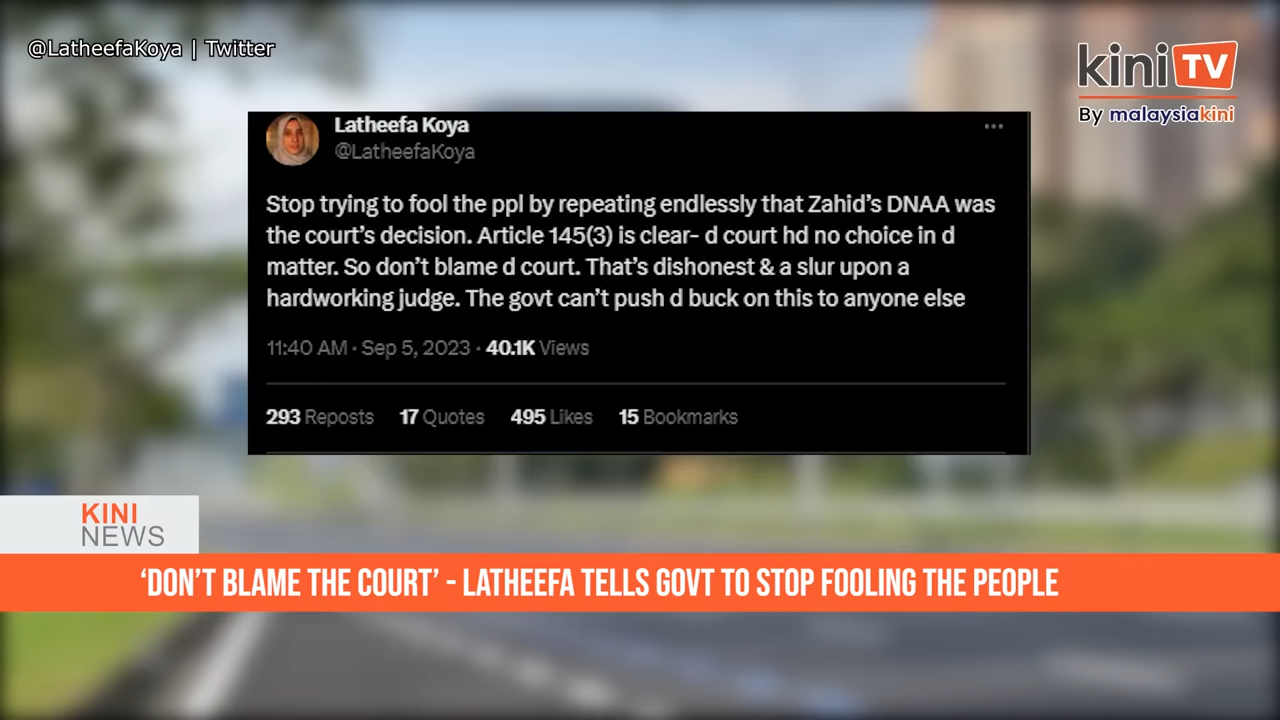 @LatheefaKoya | Twitter
kini TV
By malaysiakini
Latheefa Koya
@LatheefaKoya
Stop trying to fool the ppl by repeating endlessly that Zahid’s DNAA was
the court’s decision. Article 145(3) is clear- d court hd no choice in d
matter. So don’t blame d court. That’s dishonest & a slur upon a
hardworking judge. The govt can’t push d buck on this to anyone else
11:40 AM · Sep 5, 2023 · 40.1K Views
293 Reposts 17 Quotes 495 Likes 15 Bookmarks
KINI
NEWS
‘DON’T BLAME THE COURT’ - LATHEEFA TELLS GOVT TO STOP FOOLING THE PEOPLE